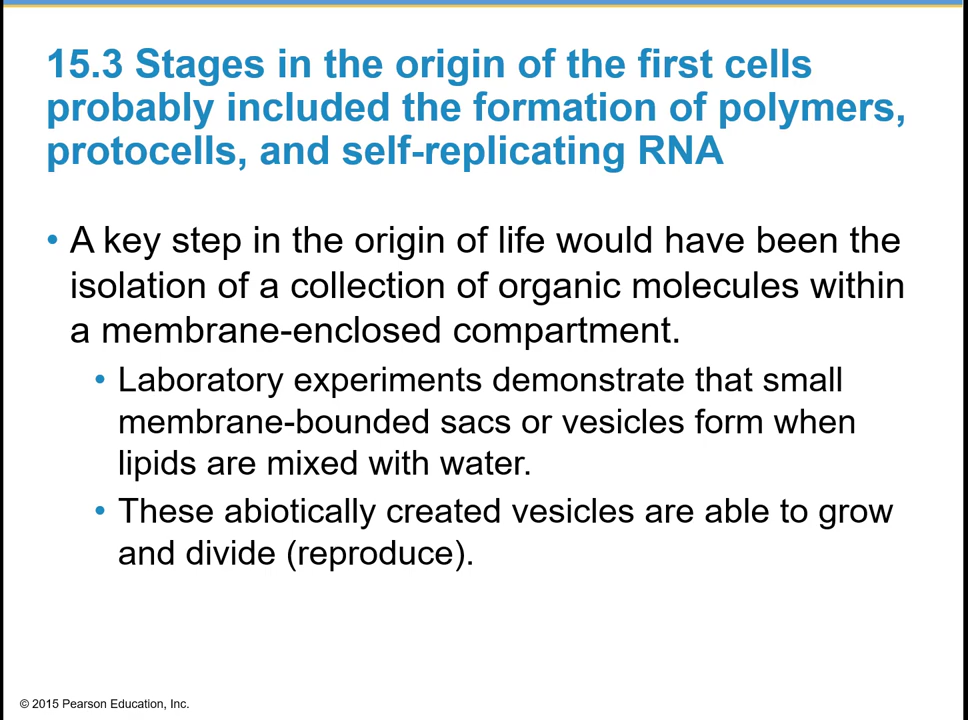 15.3 Stages in the origin of the first cells
probably included the formation of polymers,
protocells, and self-replicating RNA
• A key step in the origin of life would have been the
isolation of a collection of organic molecules within
a membrane-enclosed compartment.
• Laboratory experiments demonstrate that small
membrane-bounded sacs or vesicles form when
lipids are mixed with water.
• These abiotically created vesicles are able to grow
and divide (reproduce).
© 2015 Pearson Education, Inc.